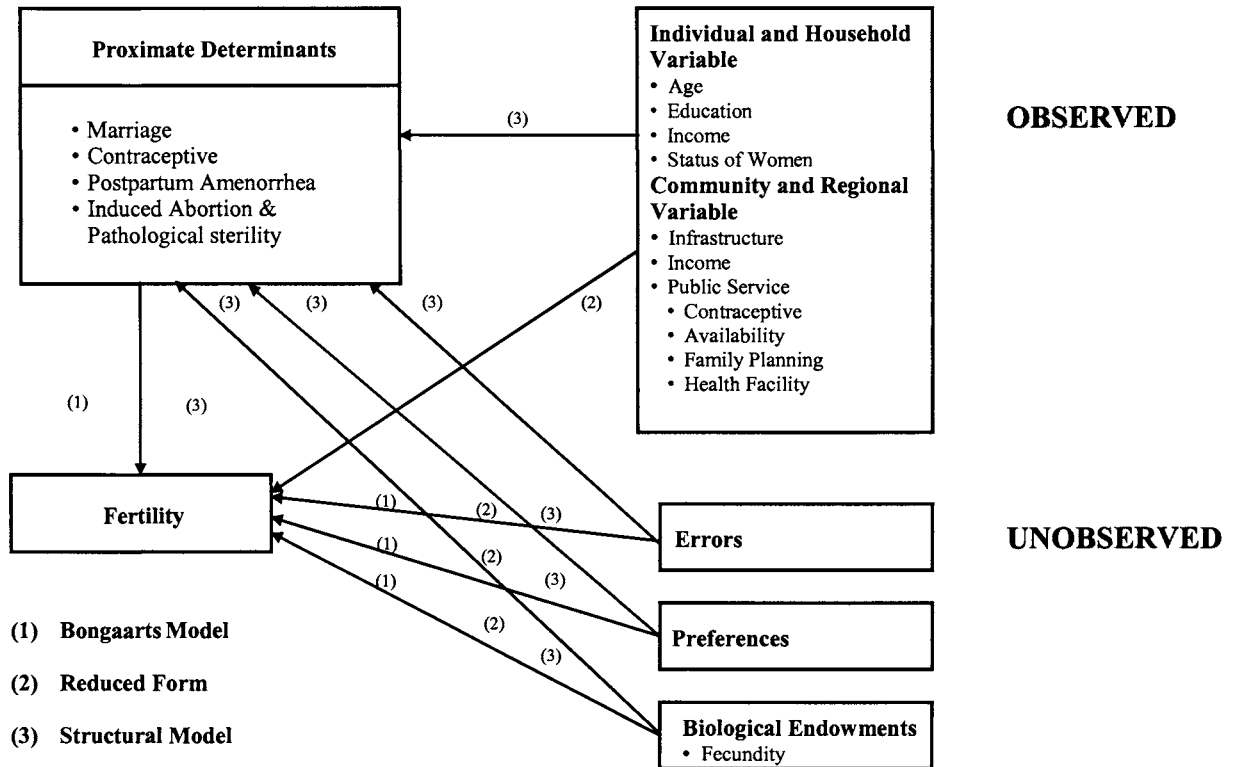 Proximate Determinants
• Marriage
• Contraceptive
• Postpartum Amenorrhea
• Induced Abortion &
Pathological sterility
Individual and Household
Variable
• Age
• Education
• Income
• Status of Women
Community and Regional
Variable
• Infrastructure
• Income
• Public Service
• Contraceptive
• Availability
• Family Planning
• Health Facility
OBSERVED
(3)
(3)
(3)
(3)
(2)
(1)
(3)
Fertility
(1)
(2)
(3)
(1)
(2)
(3)
(1)
(2)
(3)
Errors
UNOBSERVED
Preferences
Biological Endowments
• Fecundity
(1) Bongaarts Model
(2) Reduced Form
(3) Structural Model